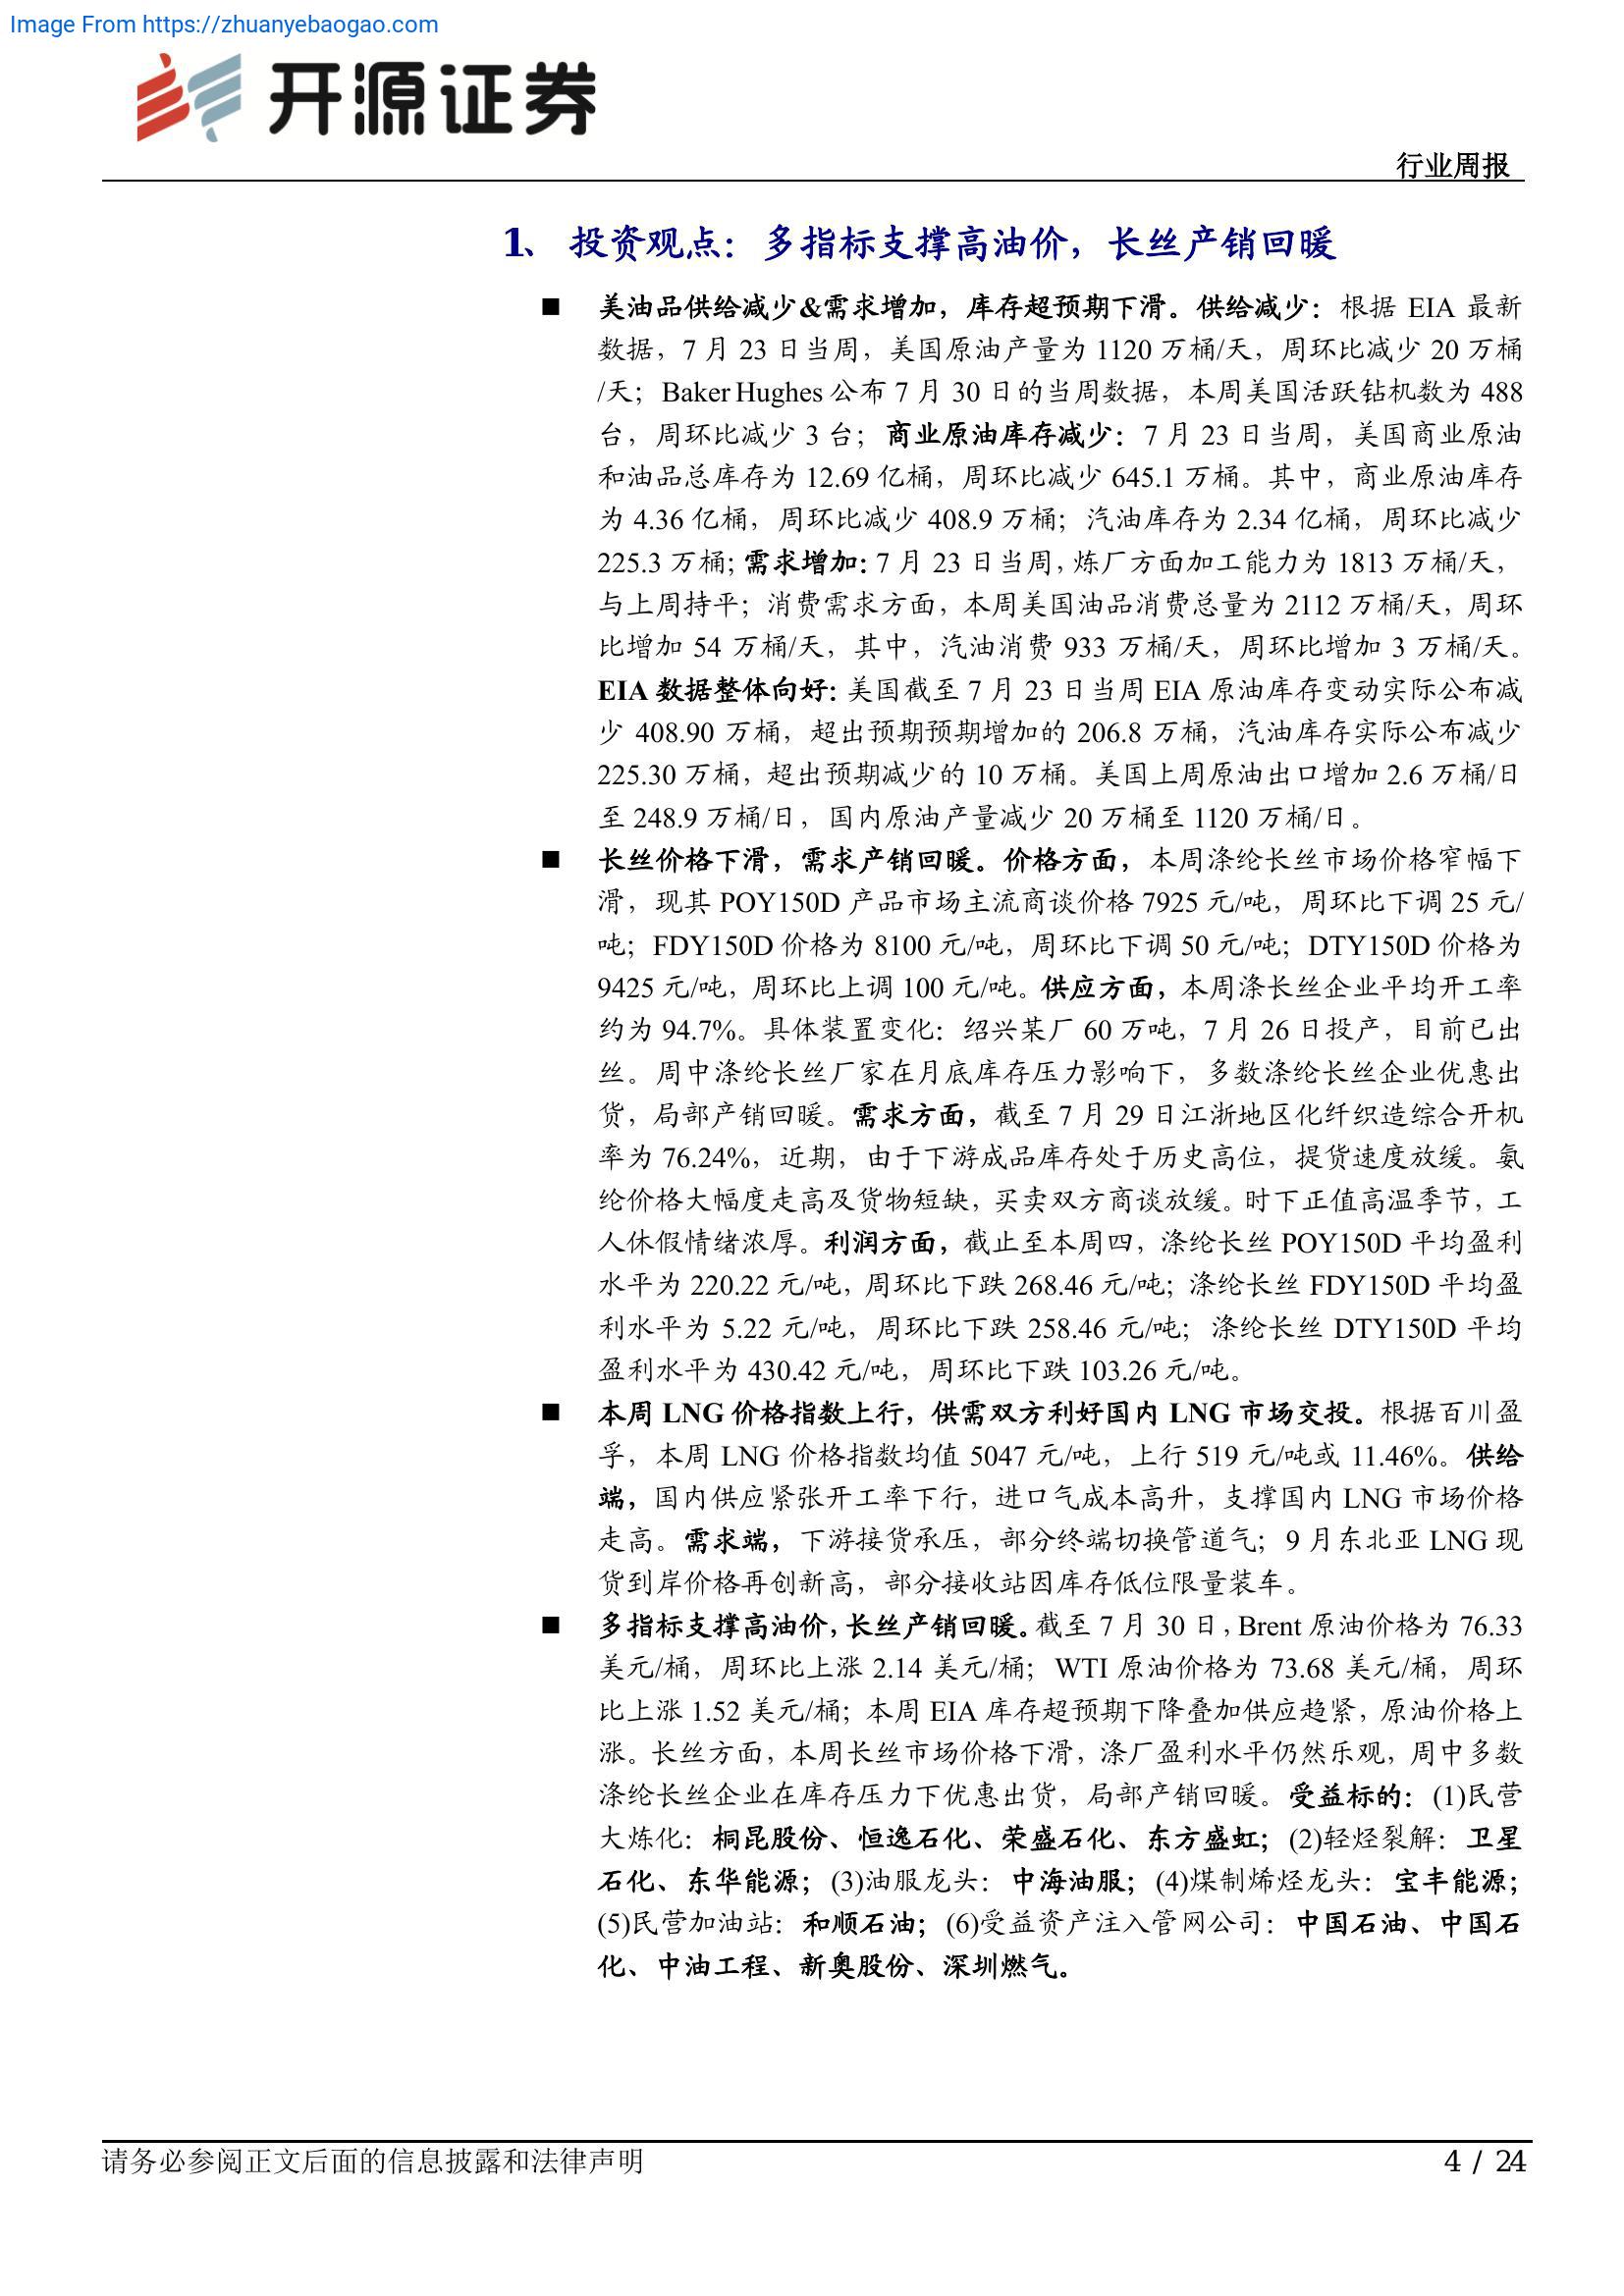 Image From https://zhuanyebaogao.com
开源证券
行业周报
1、 投资观点：多指标支撑高油价，长丝产销回暖
■ 美油品供给减少&需求增加，库存超预期下滑。供给减少：根据 EIA 最新
数据，7 月 23 日当周，美国原油产量为 1120 万桶/天，周环比减少 20 万桶
/天；Baker Hughes 公布 7 月 30 日的当周数据，本周美国活跃钻机数为 488
台，周环比减少 3 台；商业原油库存减少：7 月 23 日当周，美国商业原油
和油品总库存为 12.69 亿桶，周环比减少 645.1 万桶。其中，商业原油库存
为 4.36 亿桶，周环比减少 408.9 万桶；汽油库存为 2.34 亿桶，周环比减少
225.3 万桶；需求增加：7 月 23 日当周，炼厂方面加工能力为 1813 万桶/天，
与上周持平；消费需求方面，本周美国油品消费总量为 2112 万桶/天，周环
比增加 54 万桶/天，其中，汽油消费 933 万桶/天，周环比增加 3 万桶/天。
EIA 数据整体向好：美国截至 7 月 23 日当周 EIA 原油库存变动实际公布减
少 408.90 万桶，超出预期预期增加的 206.8 万桶，汽油库存实际公布减少
225.30 万桶，超出预期减少的 10 万桶。美国上周原油出口增加 2.6 万桶/日
至 248.9 万桶/日，国内原油产量减少 20 万桶至 1120 万桶/日。
■ 长丝价格下滑，需求产销回暖。价格方面，本周涤纶长丝市场价格窄幅下
滑，现其 POY150D 产品市场主流商谈价格 7925 元/吨，周环比下调 25 元/
吨；FDY150D 价格为 8100 元/吨，周环比下调 50 元/吨；DTY150D 价格为
9425 元/吨，周环比上调 100 元/吨。供应方面，本周涤长丝企业平均开工率
约为 94.7%。具体装置变化：绍兴某厂 60 万吨，7 月 26 日投产，目前已出
丝。周中涤纶长丝厂家在月底库存压力影响下，多数涤纶长丝企业优惠出
货，局部产销回暖。需求方面，截至 7 月 29 日江浙地区化纤织造综合开机
率为 76.24%，近期，由于下游成品库存处于历史高位，提货速度放缓。氨
纶价格大幅度走高及货物短缺，买卖双方商谈放缓。时下正值高温季节，工
人休假情绪浓厚。利润方面，截止至本周四，涤纶长丝 POY150D 平均盈利
水平为 220.22 元/吨，周环比下跌 268.46 元/吨；涤纶长丝 FDY150D 平均盈
利水平为 5.22 元/吨，周环比下跌 258.46 元/吨；涤纶长丝 DTY150D 平均
盈利水平为 430.42 元/吨，周环比下跌 103.26 元/吨。
■ 本周 LNG 价格指数上行，供需双方利好国内 LNG 市场交投。根据百川盈
孚，本周 LNG 价格指数均值 5047 元/吨，上行 519 元/吨或 11.46%。供给
端，国内供应紧张开工率下行，进口气成本高升，支撑国内 LNG 市场价格
走高。需求端，下游接货承压，部分终端切换管道气；9 月东北亚 LNG 现
货到岸价格再创新高，部分接收站因库存低位限量装车。
■ 多指标支撑高油价，长丝产销回暖。截至 7 月 30 日，Brent 原油价格为 76.33
美元/桶，周环比上涨 2.14 美元/桶；WTI 原油价格为 73.68 美元/桶，周环
比上涨 1.52 美元/桶；本周 EIA 库存超预期下降叠加供应趋紧，原油价格上
涨。长丝方面，本周长丝市场价格下滑，涤厂盈利水平仍然乐观，周中多数
涤纶长丝企业在库存压力下优惠出货，局部产销回暖。受益标的：(1)民营
大炼化：桐昆股份、恒逸石化、荣盛石化、东方盛虹；(2)轻烃裂解：卫星
石化、东华能源；(3)油服龙头：中海油服；(4)煤制烯烃龙头：宝丰能源；
(5)民营加油站：和顺石油；(6)受益资产注入管网公司：中国石油、中国石
化、中油工程、新奥股份、深圳燃气。
请务必参阅正文后面的信息披露和法律声明
4 / 24